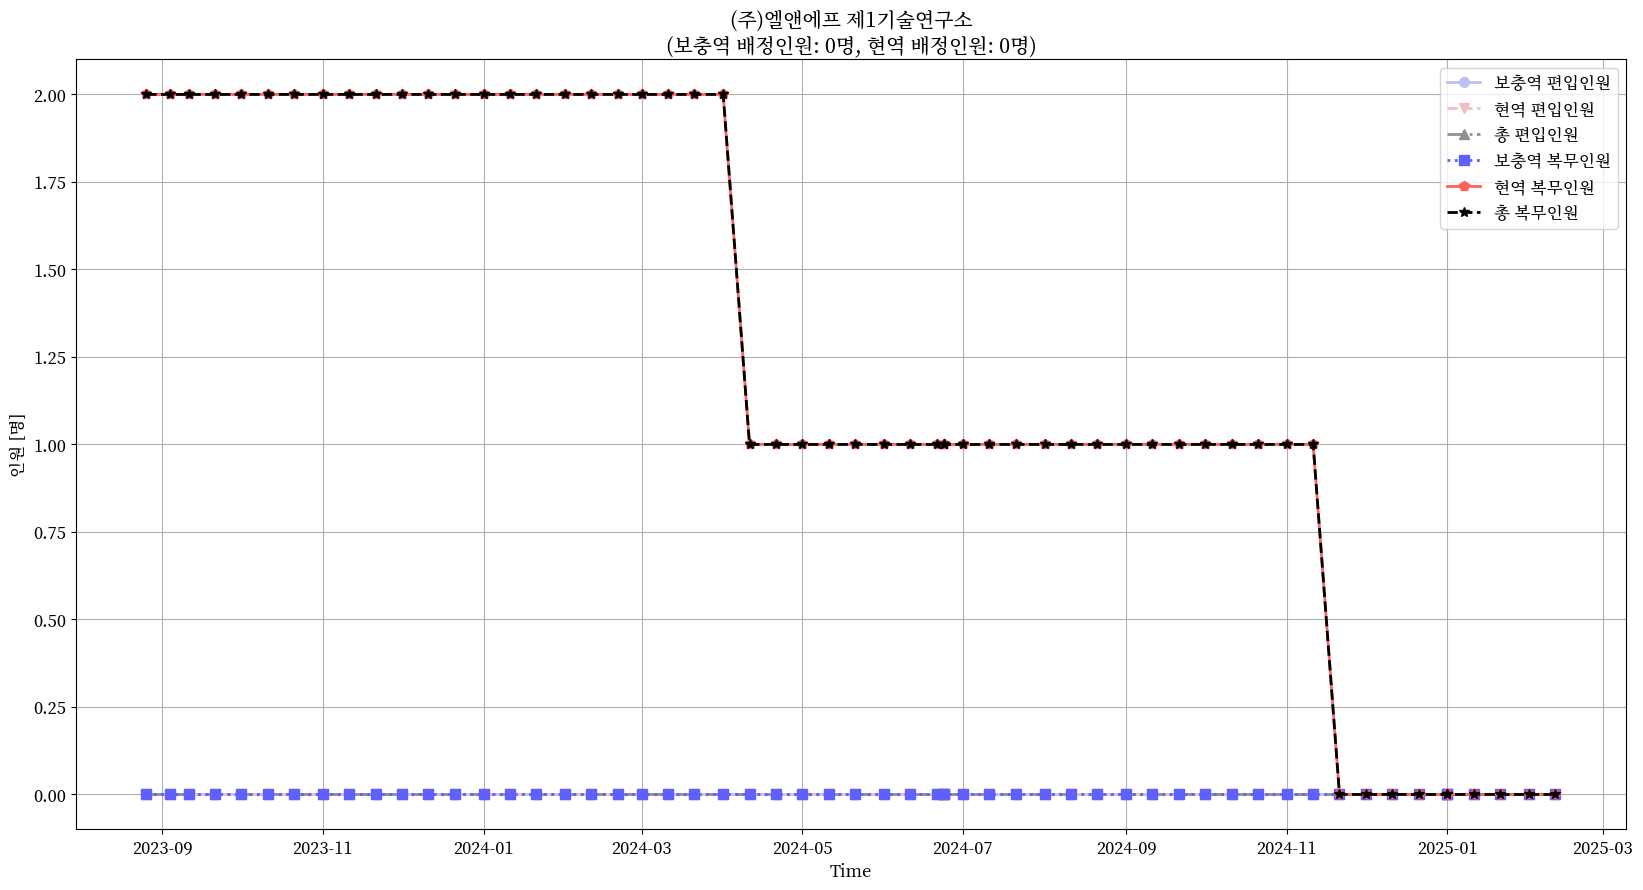 (주)엘앤에프 제1기술연구소
(보충역 배정인원: 0명, 현역 배정인원: 0명)
보충역 편입인원
현역 편입인원
총 편입인원
보충역 복무인원
현역 복무인원
총 복무인원
인원 [명]
2.00
1.75
1.50
1.25
1.00
0.75
0.50
0.25
0.00
2023-09 2023-11 2024-01 2024-03 2024-05 2024-07 2024-09 2024-11 2025-01 2025-03
Time